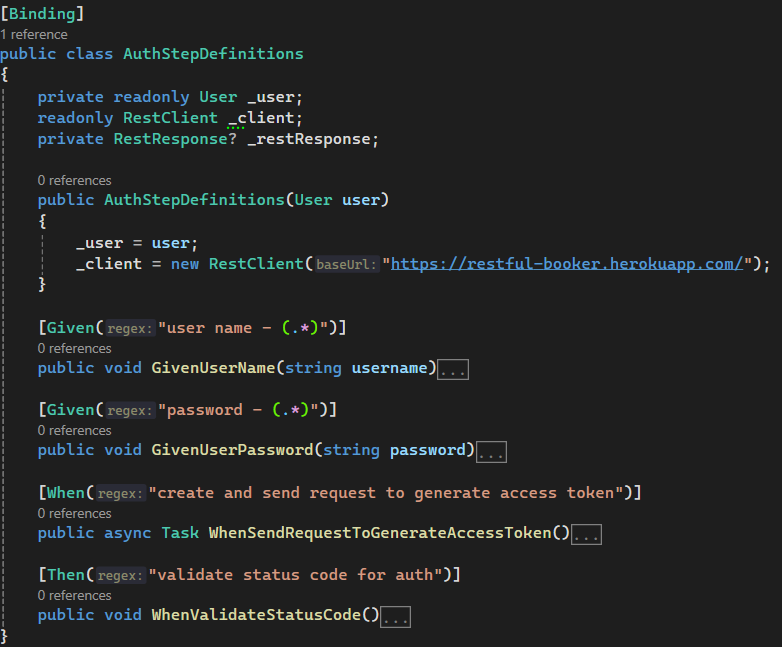 [Binding]
1 reference
public class AuthStepDefinitions
{
private readonly User _user;
readonly RestClient _client;
private RestResponse? _restResponse;
0 references
public AuthStepDefinitions(User user)
{
_user = user;
_client = new RestClient(baseUrl:"https://restful-booker.herokuapp.com/");
}
[Given(regex:"user name - (.*)")]
0 references
public void GivenUserName(string username)...
[Given(regex:"password - (.*)")]
0 references
public void GivenUserPassword(string password)...
[When(regex:"create and send request to generate access token")]
0 references
public async Task WhenSendRequestToGenerateAccessToken()...
[Then(regex:"validate status code for auth")]
0 references
public void WhenValidateStatusCode()...
}